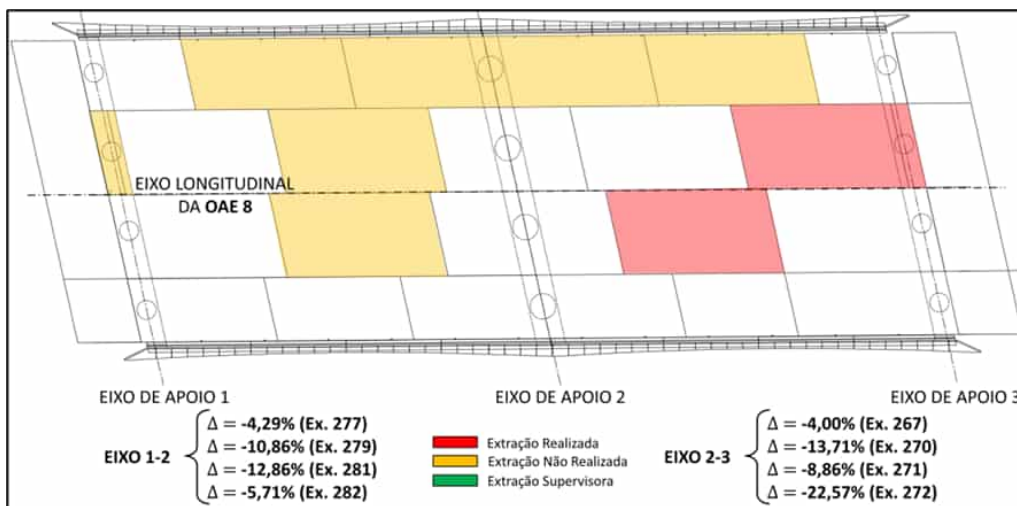 EIXO LONGITUDINAL
DA OAE 8
EIXO DE APOIO 1
EIXO DE APOIO 2
EIXO DE APOIO 3
EIXO 1-2
Δ = -4,29% (Ex. 277)
Δ = -10,86% (Ex. 279)
Δ = -12,86% (Ex. 281)
Δ = -5,71% (Ex. 282)
Extração Realizada
Extração Não Realizada
Extração Supervisora
EIXO 2-3
Δ = -4,00% (Ex. 267)
Δ = -13,71% (Ex. 270)
Δ = -8,86% (Ex. 271)
Δ = -22,57% (Ex. 272)